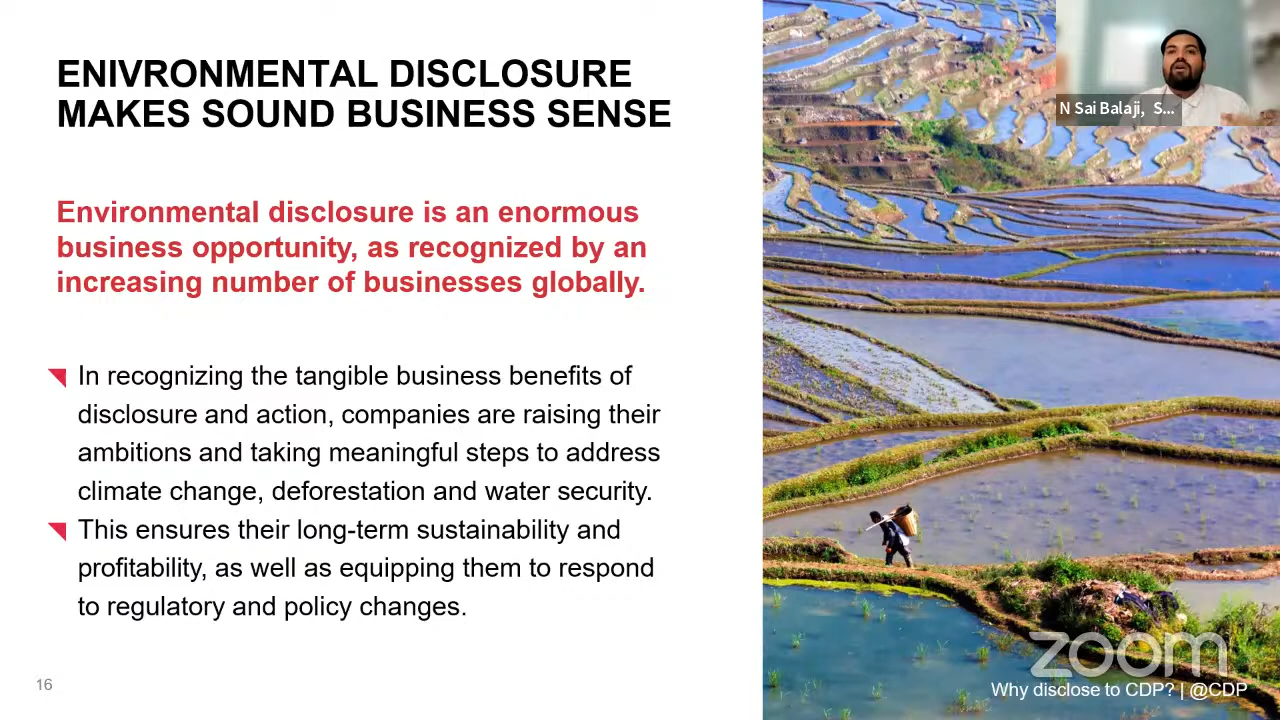 ENIVRONMENTAL DISCLOSURE
MAKES SOUND BUSINESS SENSE
Environmental disclosure is an enormous
business opportunity, as recognized by an
increasing number of businesses globally.
In recognizing the tangible business benefits of
disclosure and action, companies are raising their
ambitions and taking meaningful steps to address
climate change, deforestation and water security.
This ensures their long-term sustainability and
profitability, as well as equipping them to respond
to regulatory and policy changes.
16
N Sai Balaji, S...
zoom
Why disclose to CDP? | @CDP